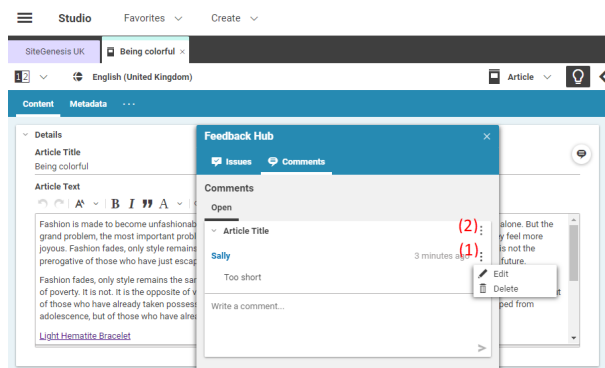 Studio Favorites Create
SiteGenesis UK Being colorful ×
12 English (United Kingdom) Article
Content Metadata ...
Details
Article Title
Being colorful
Article Text
B I A
Fashion is made to become unfashionab
grand problem, the most important probl
joyous. Fashion fades, only style remains
prerogative of those who have just escap
Fashion fades, only style remains the sar
of poverty. It is not. It is the opposite of v
of those who have already taken posses
adolescence, but of those who have alrea
Light Hematite Bracelet
alone. But the
y feel more
is not the
future.
ped from
Feedback Hub ×
Issues Comments
Comments
Open
Article Title (2)
Sally 3 minutes ago (1)
Too short
Edit
Delete
Write a comment...